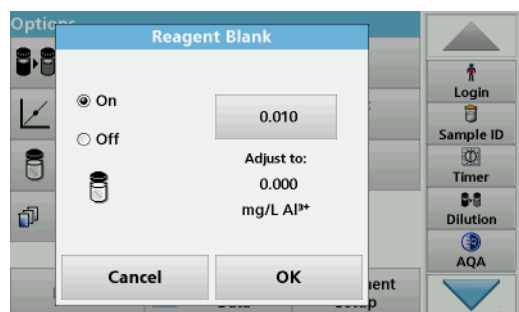 Options
Reagent Blank
On
Off
0.010
Adjust to:
0.000
mg/L Al³⁺
Cancel
OK
Login
Sample ID
Timer
Dilution
AQA